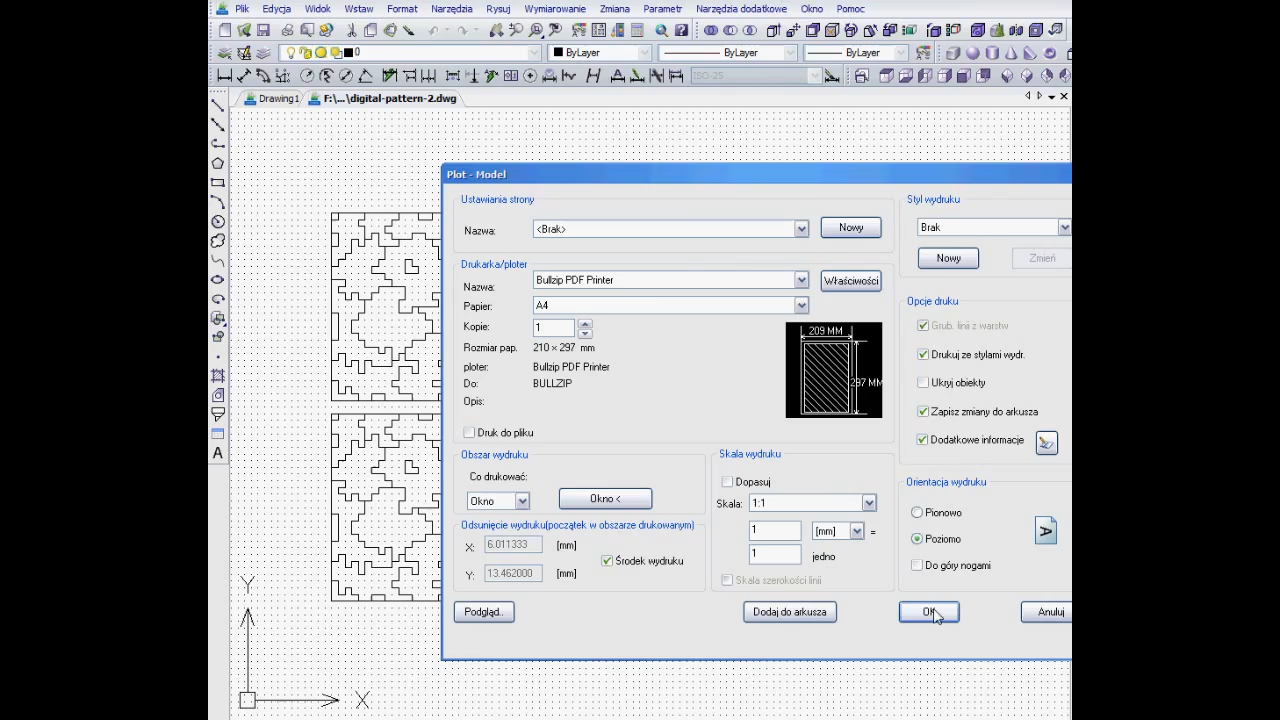 Plik Edycja Widok Wstaw Format Narzędzia Rysuj Wymiarowanie Zmiana Parametr Narzędzia dodatkowe Okno Pomoc
0 ByLayer ByLayer ByLayer
ISO-25
Drawing1 F:\...\digital-pattern-2.dwg
Plot - Model
Ustawiania strony Styl wydruku
Nazwa: <Brak> Nowy Brak
Nowy Zmień
Drukarka/ploter
Nazwa: Bullzip PDF Printer Właściwości
Papier: A4 Opcje druku
Kopie: 1 209 MM Grub. linii z warstw
Rozmiar pap. 210 × 297 mm Drukuj ze stylami wydr.
ploter: Bullzip PDF Printer
Do: BULLZIP 297 MM Ukryj obiekty
Opis: Zapisz zmiany do arkusza
Druk do pliku Dodatkowe informacje
Obszar wydruku Skala wydruku
Co drukować: Dopasuj Orientacja wydruku
Okno Okno < Skala: 1:1 Pionowo
Odsunięcie wydruku(początek w obszarze drukowanym) 1 [mm] = A
X: 6.011333 [mm] Środek wydruku 1 jedno Poziomo
Y: 13.462000 [mm] Skala szerokości linii Do góry nogami
Podgląd.. Dodaj do arkusza OK Anuluj
A
Y
X